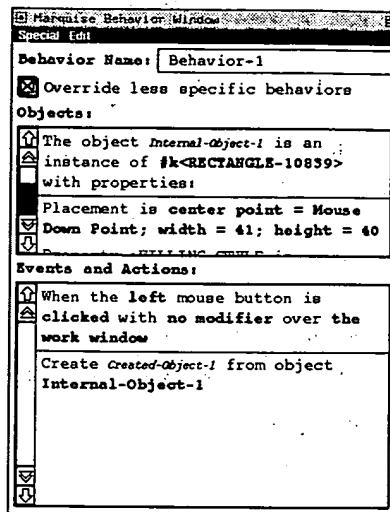 Marquise Behavior Window
Special Edit
Behavior Name: Behavior-1
Override less specific behaviors
Objects:
The object Internal-Object-1 is an
instance of #k<RECTANGLE-10839>
with properties:
Placement is center point = Mouse
Down Point; width = 41; height = 40
Events and Actions:
When the left mouse button is
clicked with no modifier over the
work window
Create Created-Object-1 from object
Internal-Object-1